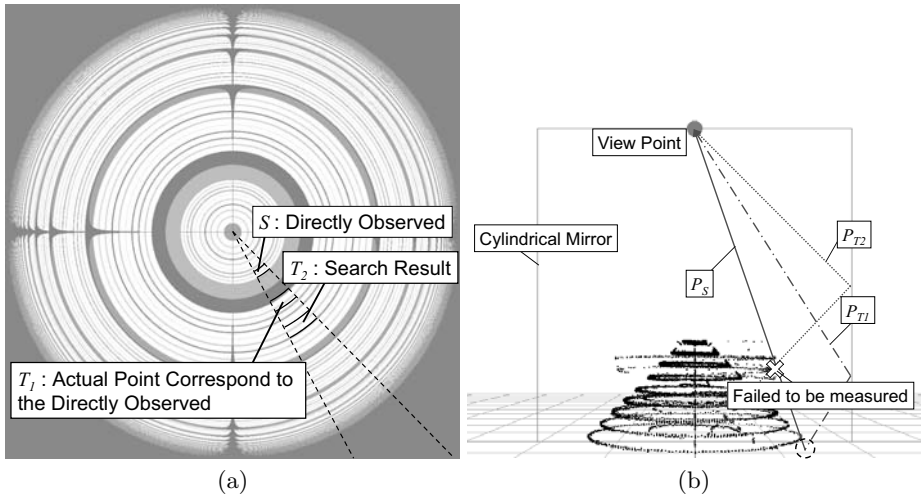 S : Directly Observed
T2 : Search Result
T1 : Actual Point Correspond to
the Directly Observed
(a)
View Point
Cylindrical Mirror
PT2
PS
PT1
Failed to be measured
(b)